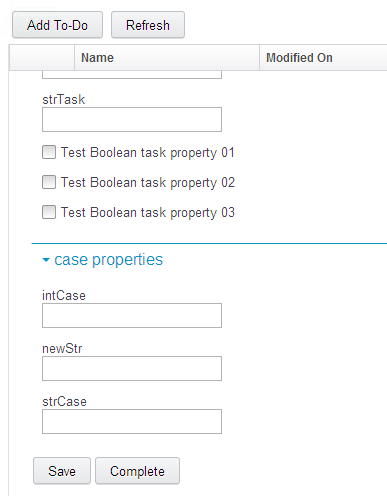 Add To-Do Refresh
Name Modified On
strTask
Test Boolean task property 01
Test Boolean task property 02
Test Boolean task property 03
case properties
intCase
newStr
strCase
Save Complete